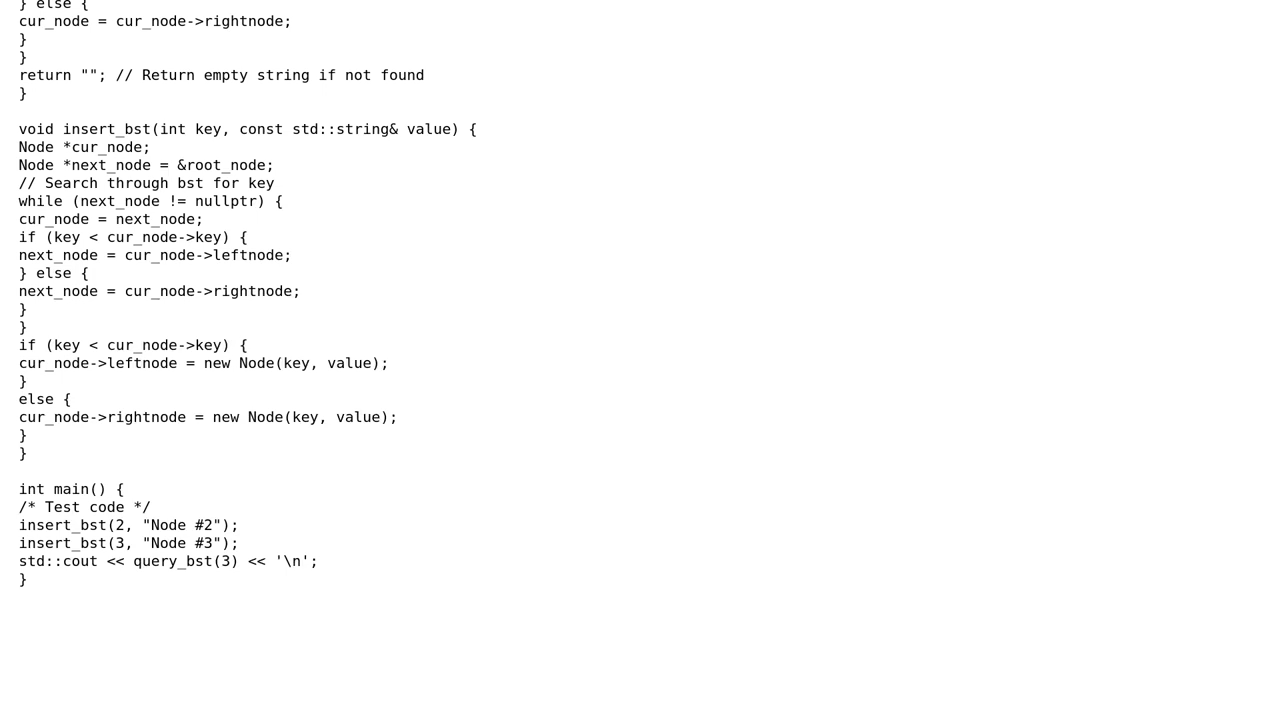 } else {
cur_node = cur_node->rightnode;
}
}
return ""; // Return empty string if not found
}

void insert_bst(int key, const std::string& value) {
Node *cur_node;
Node *next_node = &root_node;
// Search through bst for key
while (next_node != nullptr) {
cur_node = next_node;
if (key < cur_node->key) {
next_node = cur_node->leftnode;
} else {
next_node = cur_node->rightnode;
}
}
if (key < cur_node->key) {
cur_node->leftnode = new Node(key, value);
}
else {
cur_node->rightnode = new Node(key, value);
}
}

int main() {
/* Test code */
insert_bst(2, "Node #2");
insert_bst(3, "Node #3");
std::cout << query_bst(3) << '\n';
}